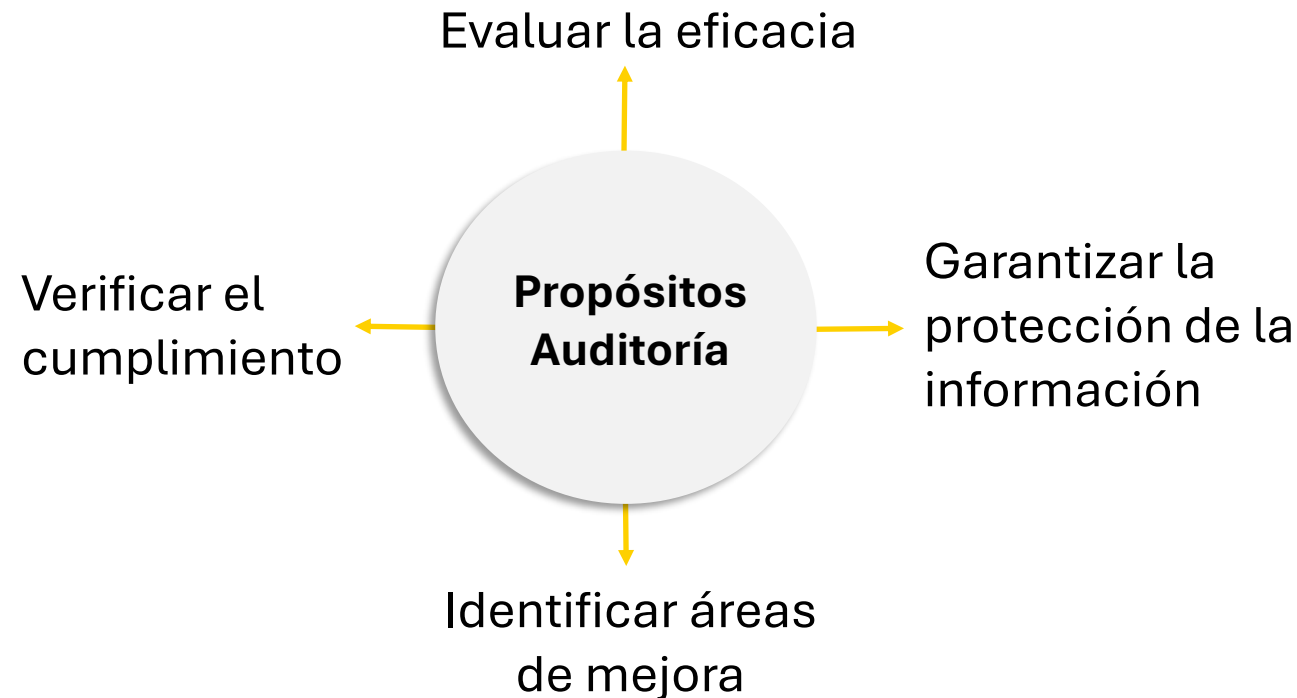 Evaluar la eficacia
Verificar el
cumplimiento
Propósitos
Auditoría
Garantizar la
protección de la
información
Identificar áreas
de mejora